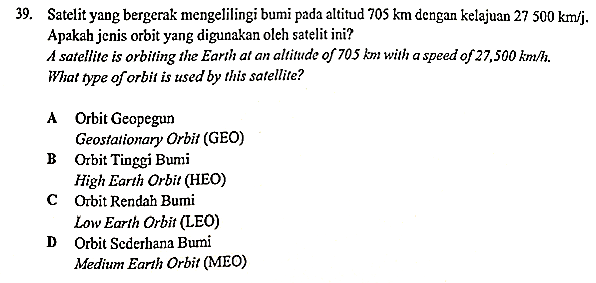 39. Satelit yang bergerak mengelilingi bumi pada altitud 705 km dengan kelajuan 27 500 km/j.
Apakah jenis orbit yang digunakan oleh satelit ini?
A satellite is orbiting the Earth at an altitude of 705 km with a speed of 27,500 km/h.
What type of orbit is used by this satellite?
A Orbit Geopegun
Geostationary Orbit (GEO)
B Orbit Tinggi Bumi
High Earth Orbit (HEO)
C Orbit Rendah Bumi
Low Earth Orbit (LEO)
D Orbit Sederhana Bumi
Medium Earth Orbit (MEO)